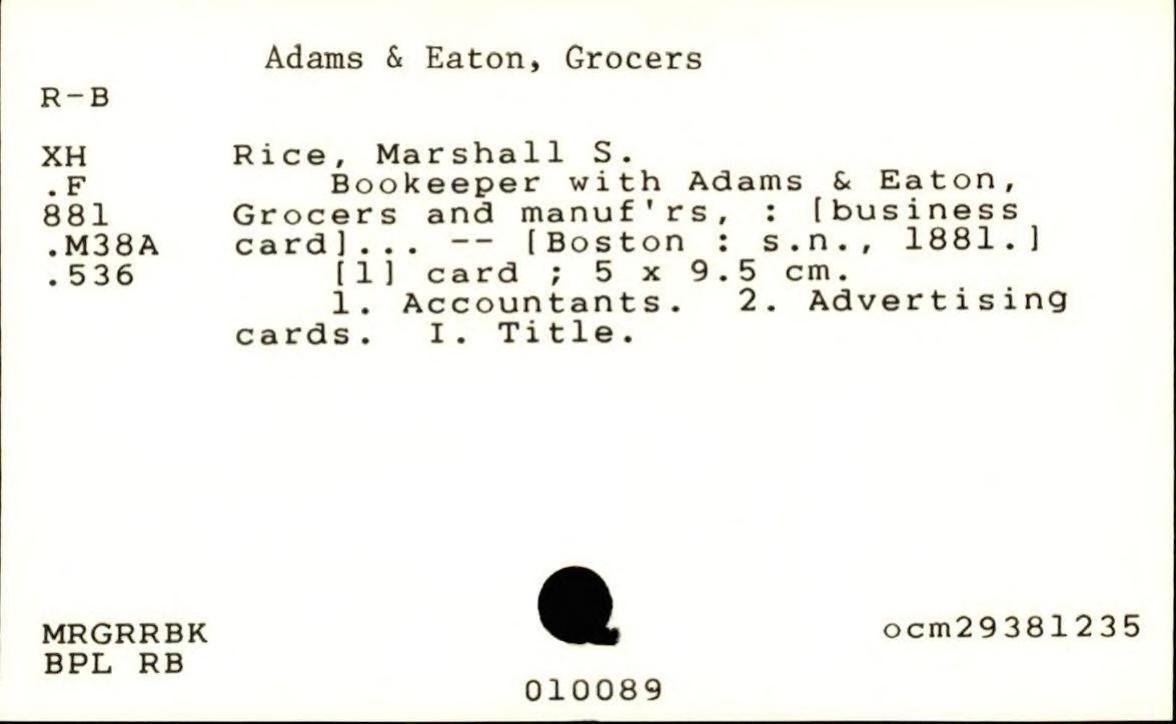 Adams & Eaton, Grocers
R-B
XH Rice, Marshall S.
.F Bookeeper with Adams & Eaton,
881 Grocers and manuf'rs, : [business
.M38A card]... -- [Boston : s.n., 1881.]
.536 [1] card ; 5 x 9.5 cm.
1. Accountants. 2. Advertising
cards. I. Title.
MRGRRBK ocm29381235
BPL RB
010089